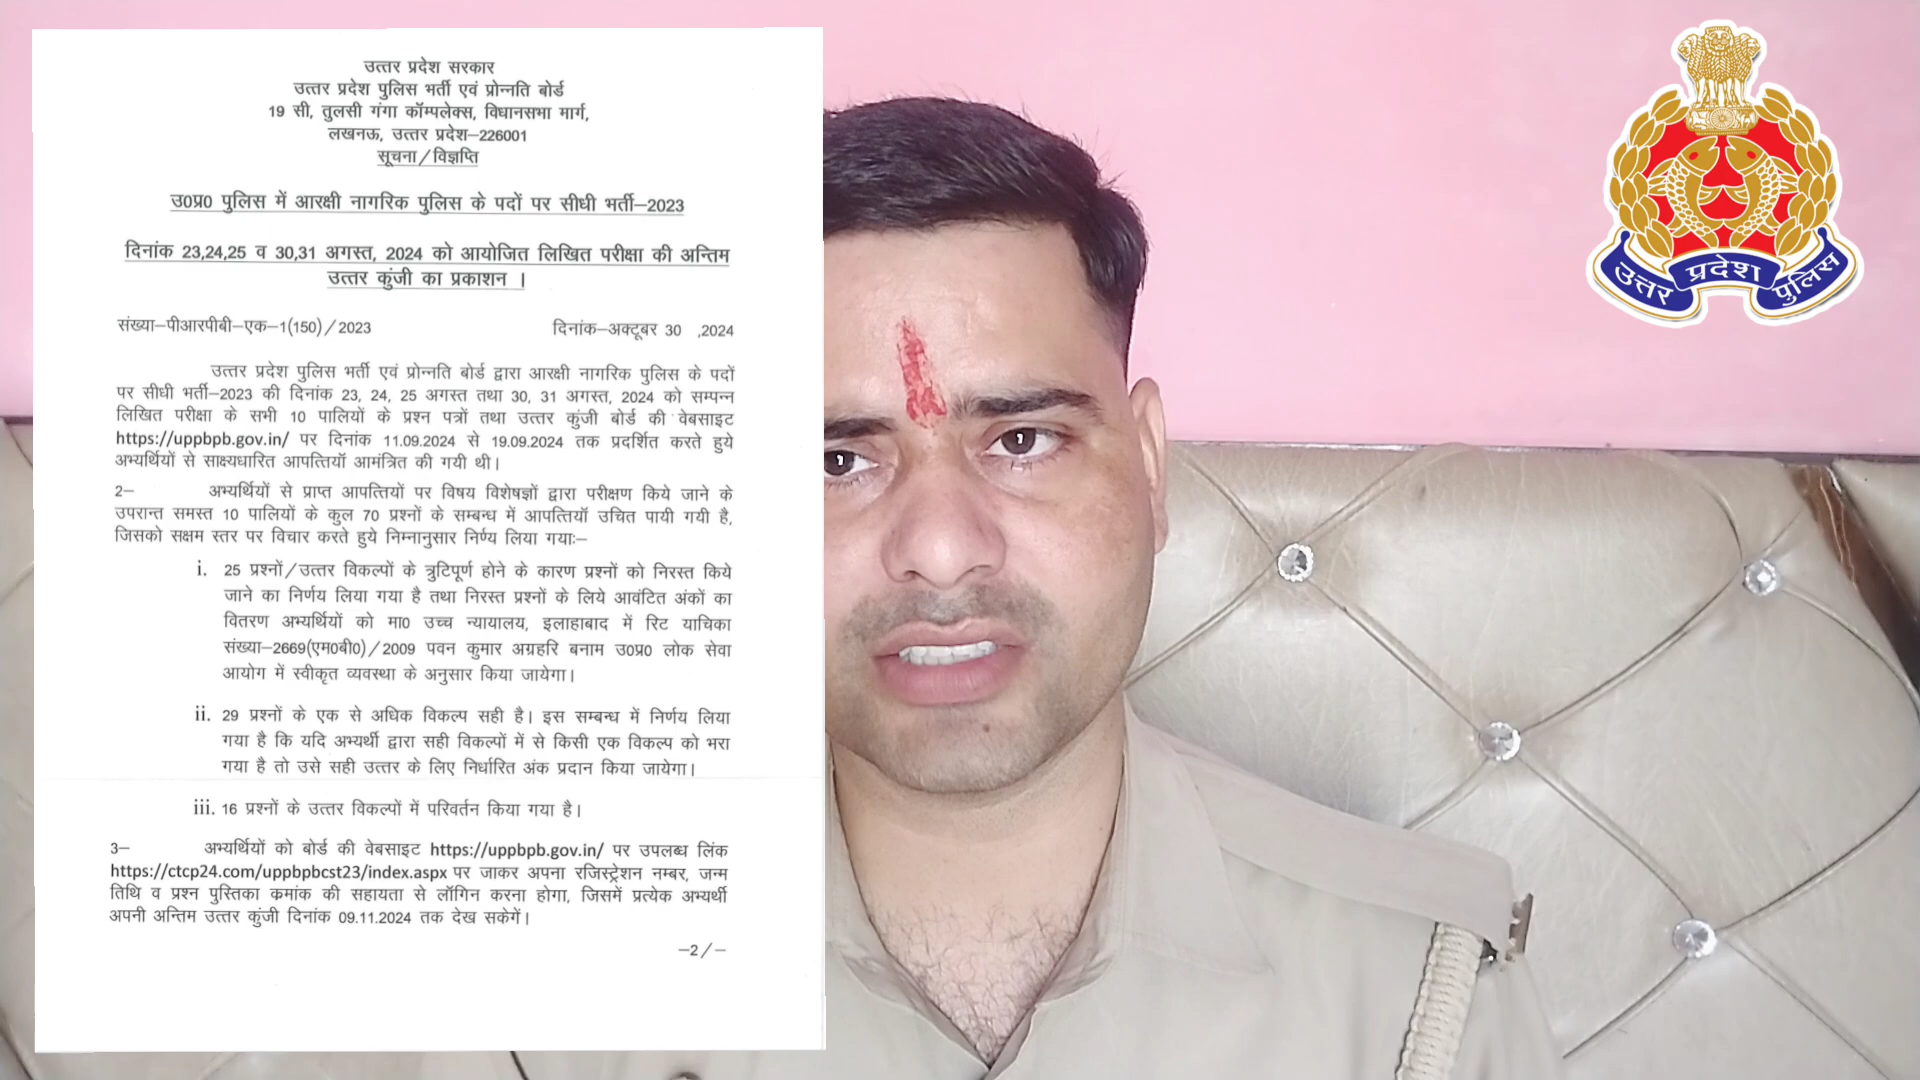 उत्तर प्रदेश सरकार
उत्तर प्रदेश पुलिस भर्ती एवं प्रोन्नति बोर्ड
19 सी, तुलसी गंगा कॉम्पलेक्स, विधानसभा मार्ग,
लखनऊ, उत्तर प्रदेश–226001
सूचना/विज्ञप्ति
उ0प्र0 पुलिस में आरक्षी नागरिक पुलिस के पदों पर सीधी भर्ती–2023
दिनांक 23,24,25 व 30,31 अगस्त, 2024 को आयोजित लिखित परीक्षा की अन्तिम
उत्तर कुंजी का प्रकाशन ।
संख्या–पीआरपीबी–एक–1(150)/2023 दिनांक–अक्टूबर 30 ,2024
उत्तर प्रदेश पुलिस भर्ती एवं प्रोन्नति बोर्ड द्वारा आरक्षी नागरिक पुलिस के पदों
पर सीधी भर्ती–2023 की दिनांक 23, 24, 25 अगस्त तथा 30, 31 अगस्त, 2024 को सम्पन्न
लिखित परीक्षा के सभी 10 पालियों के प्रश्न पत्रों तथा उत्तर कुंजी बोर्ड की वेबसाइट
https://uppbpb.gov.in/ पर दिनांक 11.09.2024 से 19.09.2024 तक प्रदर्शित करते हुये
अभ्यर्थियों से साक्ष्यधारित आपत्तियॉ आमंत्रित की गयी थी।
2– अभ्यर्थियों से प्राप्त आपत्तियों पर विषय विशेषज्ञों द्वारा परीक्षण किये जाने के
उपरान्त समस्त 10 पालियों के कुल 70 प्रश्नों के सम्बन्ध में आपत्तियॉ उचित पायी गयी है,
जिसको सक्षम स्तर पर विचार करते हुये निम्नानुसार निर्णय लिया गयाः–
i. 25 प्रश्नों/उत्तर विकल्पों के त्रुटिपूर्ण होने के कारण प्रश्नों को निरस्त किये
जाने का निर्णय लिया गया है तथा निरस्त प्रश्नों के लिये आवंटित अंकों का
वितरण अभ्यर्थियों को मा0 उच्च न्यायालय, इलाहाबाद में रिट याचिका
संख्या–2669(एम0बी0)/2009 पवन कुमार अग्रहरि बनाम उ0प्र0 लोक सेवा
आयोग में स्वीकृत व्यवस्था के अनुसार किया जायेगा।
ii. 29 प्रश्नों के एक से अधिक विकल्प सही है। इस सम्बन्ध में निर्णय लिया
गया है कि यदि अभ्यर्थी द्वारा सही विकल्पों में से किसी एक विकल्प को भरा
गया है तो उसे सही उत्तर के लिए निर्धारित अंक प्रदान किया जायेगा।
iii. 16 प्रश्नों के उत्तर विकल्पों में परिवर्तन किया गया है।
3– अभ्यर्थियों को बोर्ड की वेबसाइट https://uppbpb.gov.in/ पर उपलब्ध लिंक
https://ctcp24.com/uppbpbcst23/index.aspx पर जाकर अपना रजिस्ट्रेशन नम्बर, जन्म
तिथि व प्रश्न पुस्तिका कमांक की सहायता से लॉगिन करना होगा, जिसमें प्रत्येक अभ्यर्थी
अपनी अन्तिम उत्तर कुंजी दिनांक 09.11.2024 तक देख सकेगें।
–2/–
उत्तर प्रदेश पुलिस